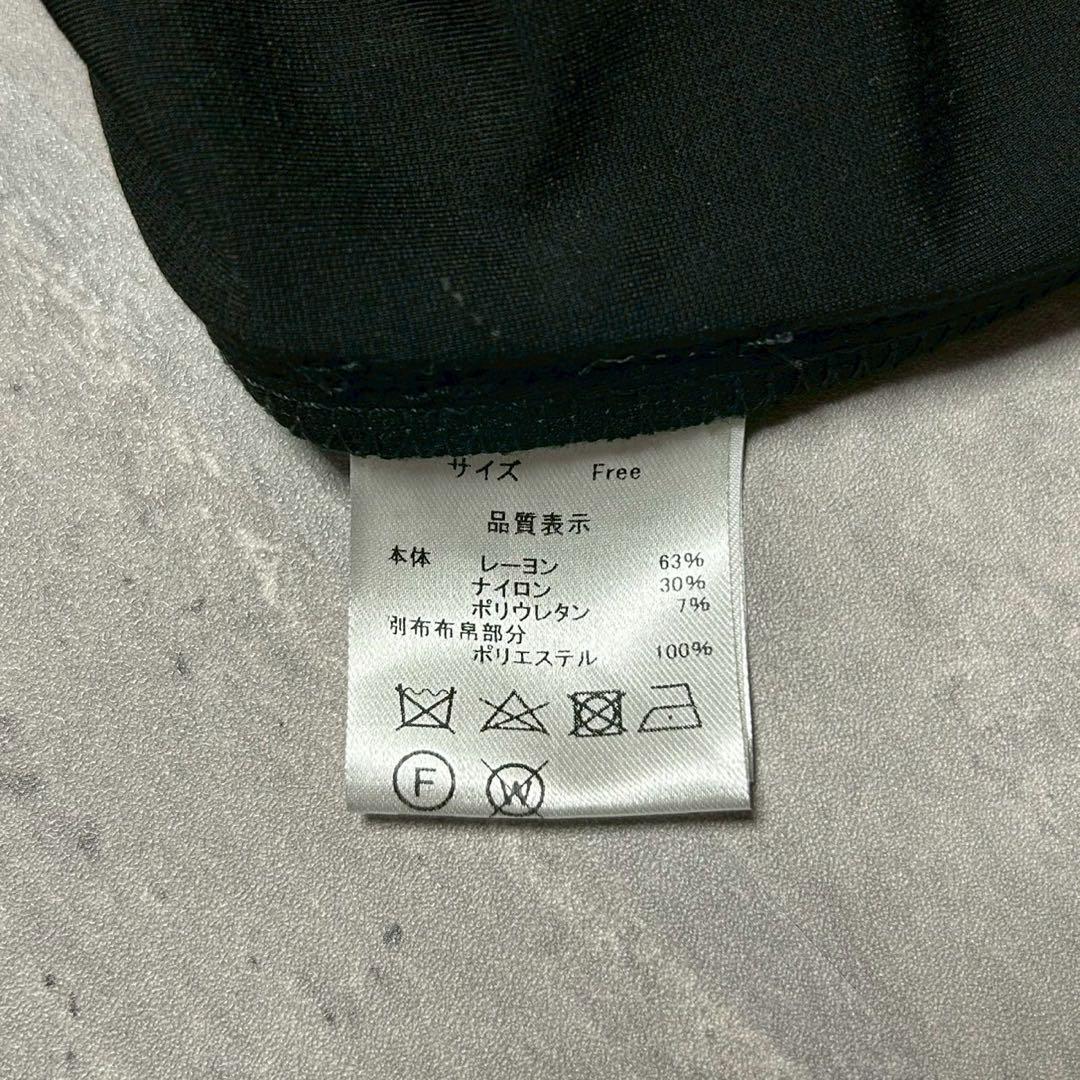 サイズ Free
品質表示
本体 レーヨン 63%
ナイロン 30%
ポリウレタン 7%
別布布帛部分
ポリエステル 100%
F W